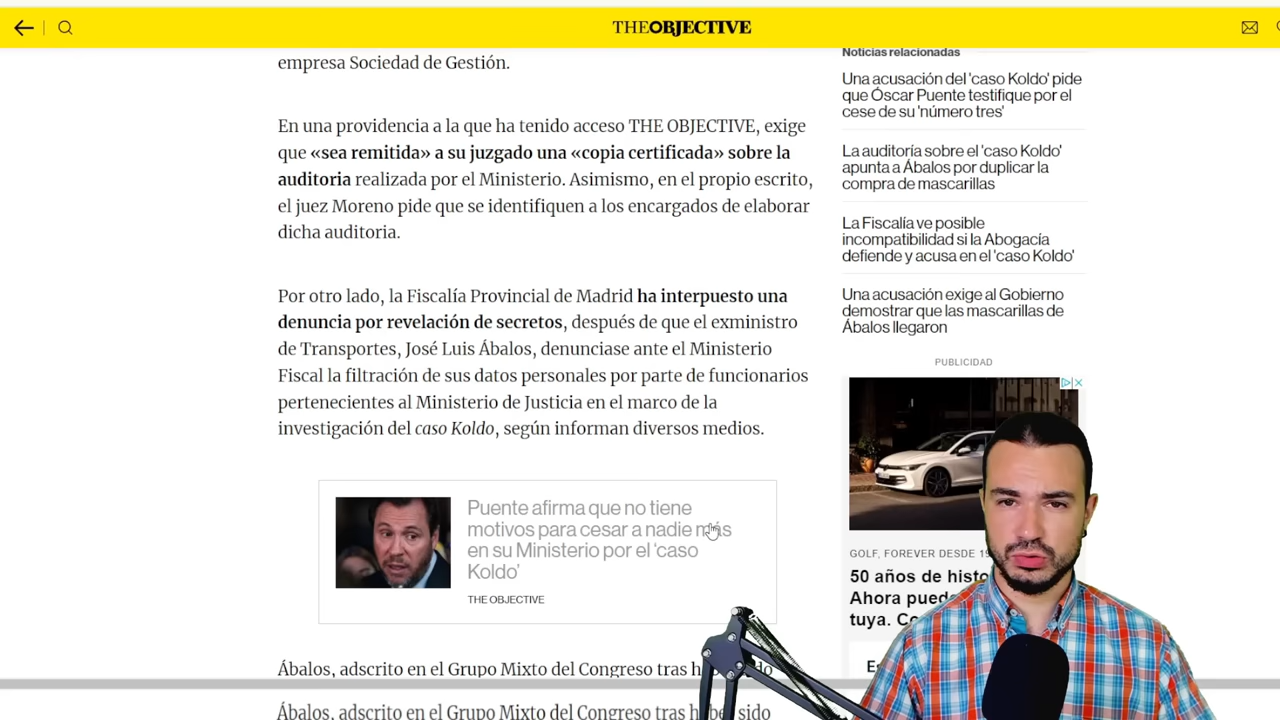 THE OBJECTIVE
empresa Sociedad de Gestión.
En una providencia a la que ha tenido acceso THE OBJECTIVE, exige
que «sea remitida» a su juzgado una «copia certificada» sobre la
auditoria realizada por el Ministerio. Asimismo, en el propio escrito,
el juez Moreno pide que se identifiquen a los encargados de elaborar
dicha auditoria.
Por otro lado, la Fiscalía Provincial de Madrid ha interpuesto una
denuncia por revelación de secretos, después de que el exministro
de Transportes, José Luis Ábalos, denunciase ante el Ministerio
Fiscal la filtración de sus datos personales por parte de funcionarios
pertenecientes al Ministerio de Justicia en el marco de la
investigación del caso Koldo, según informan diversos medios.
Puente afirma que no tiene
motivos para cesar a nadie más
en su Ministerio por el 'caso
Koldo'
THE OBJECTIVE
Ábalos, adscrito en el Grupo Mixto del Congreso tras
Ábalos, adscrito en el Grupo Mixto del Congreso tras sido
Noticias relacionadas
Una acusación del 'caso Koldo' pide
que Óscar Puente testifique por el
cese de su 'número tres'
La auditoría sobre el 'caso Koldo'
apunta a Ábalos por duplicar la
compra de mascarillas
La Fiscalía ve posible
incompatibilidad si la Abogacía
defiende y acusa en el 'caso Koldo'
Una acusación exige al Gobierno
demostrar que las mascarillas de
Ábalos llegaron
PUBLICIDAD
GOLF, FOREVER DESDE
50 años de
Ahora
tuya.